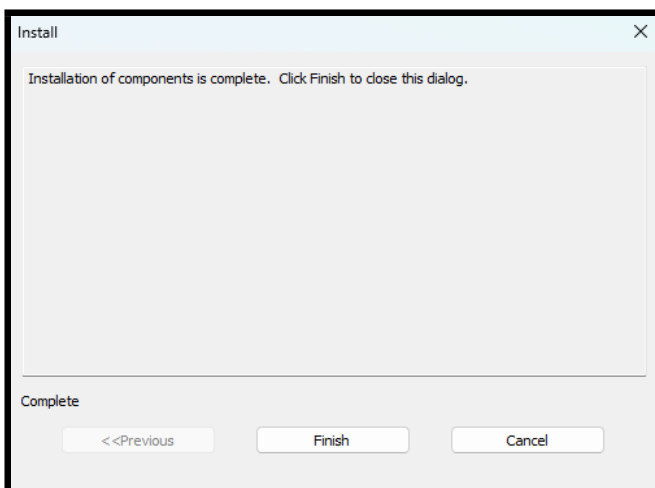 Install
Installation of components is complete.  Click Finish to close this dialog.
Complete
<<Previous
Finish
Cancel